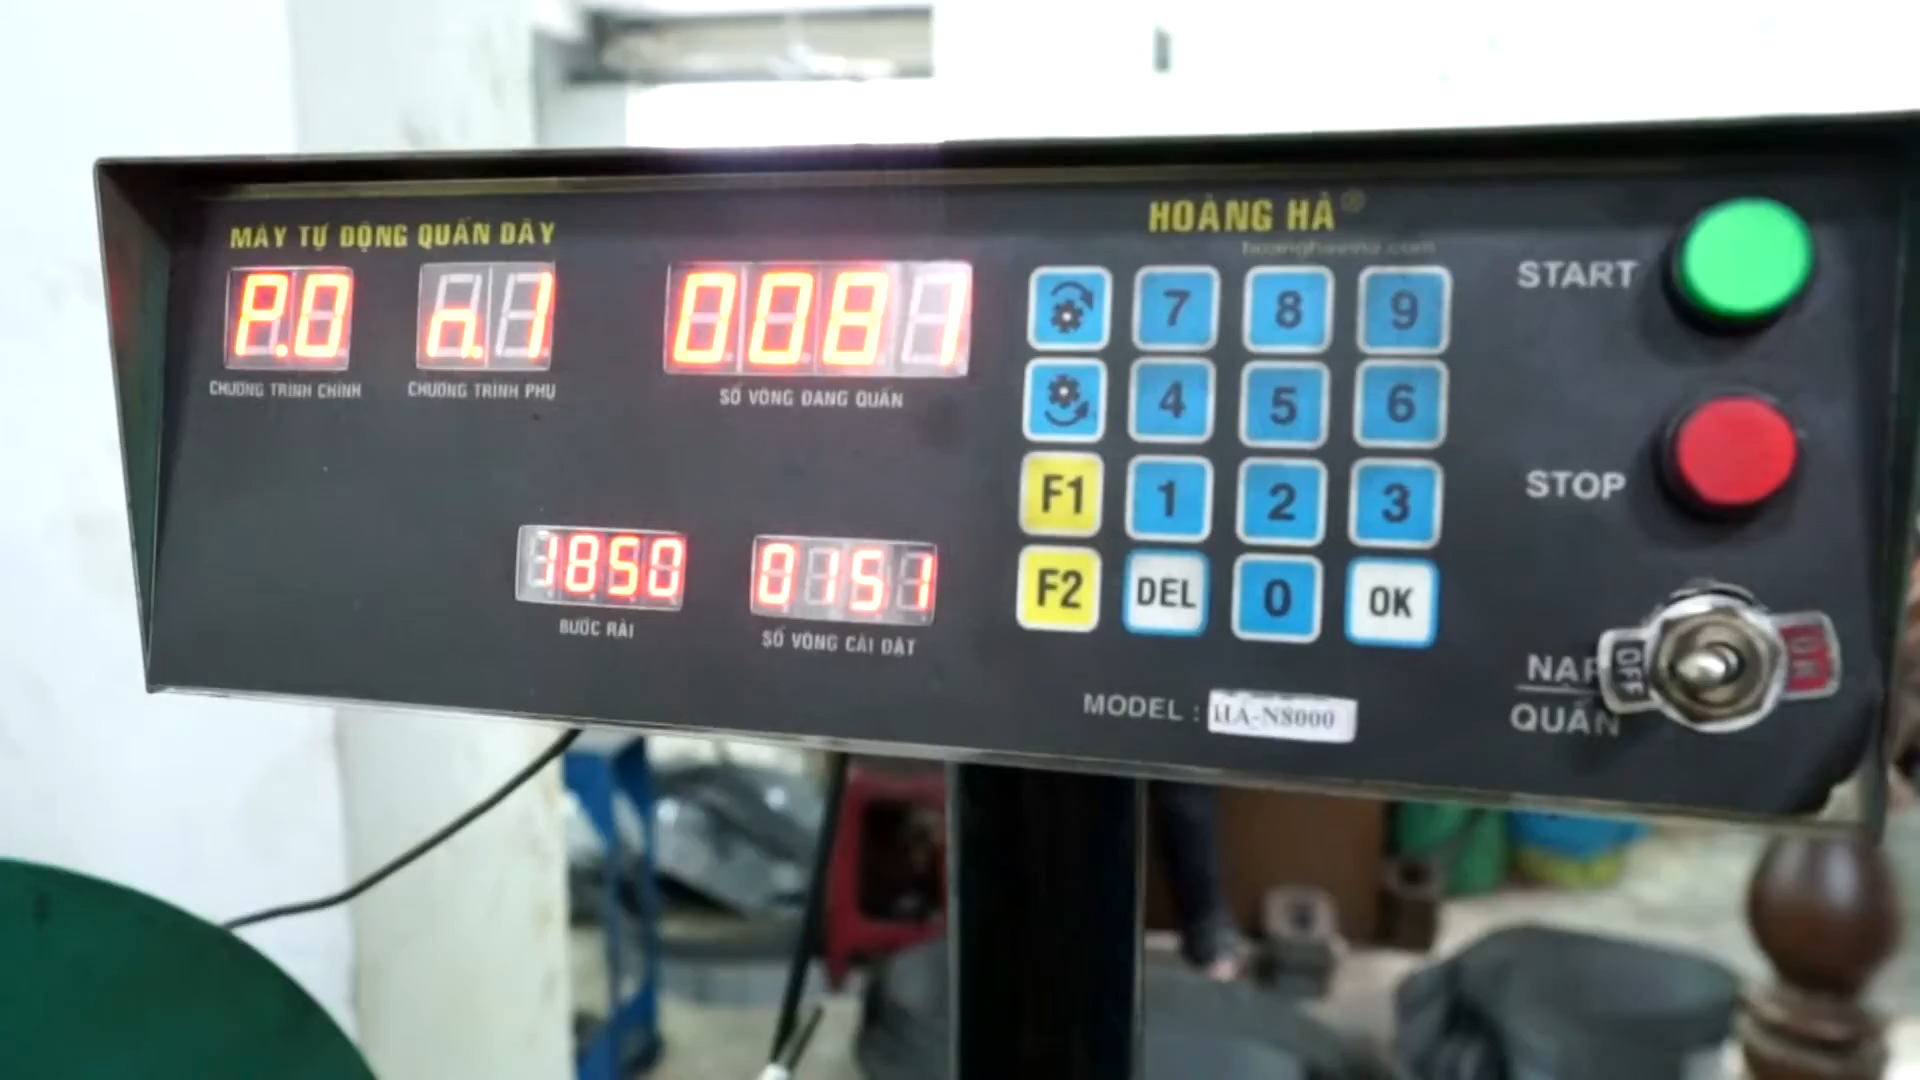 MÁY TỰ ĐỘNG QUẤN DÂY
HOÀNG HÀ®
P.0
n.1
0081
CHƯƠNG TRÌNH CHÍNH
CHƯƠNG TRÌNH PHỤ
SỐ VÒNG ĐANG QUẤN
7 8 9
START
4 5 6
F1 1 2 3
STOP
1850
0151
F2 DEL 0 OK
BƯỚC RẢI
SỐ VÒNG CÀI ĐẶT
OFF
ON
QUẤN
MODEL : HA-N8000